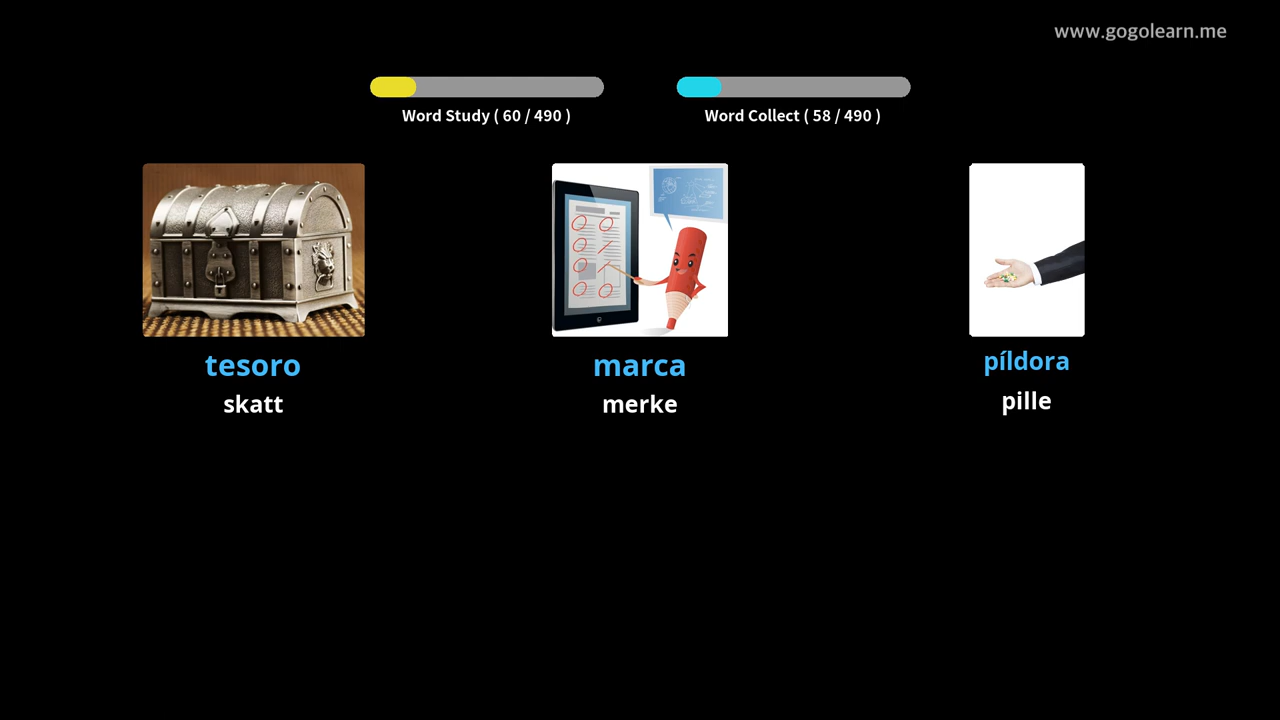 www.gogolearn.me
Word Study ( 60 / 490 )
Word Collect ( 58 / 490 )
tesoro
skatt
marca
merke
píldora
pille